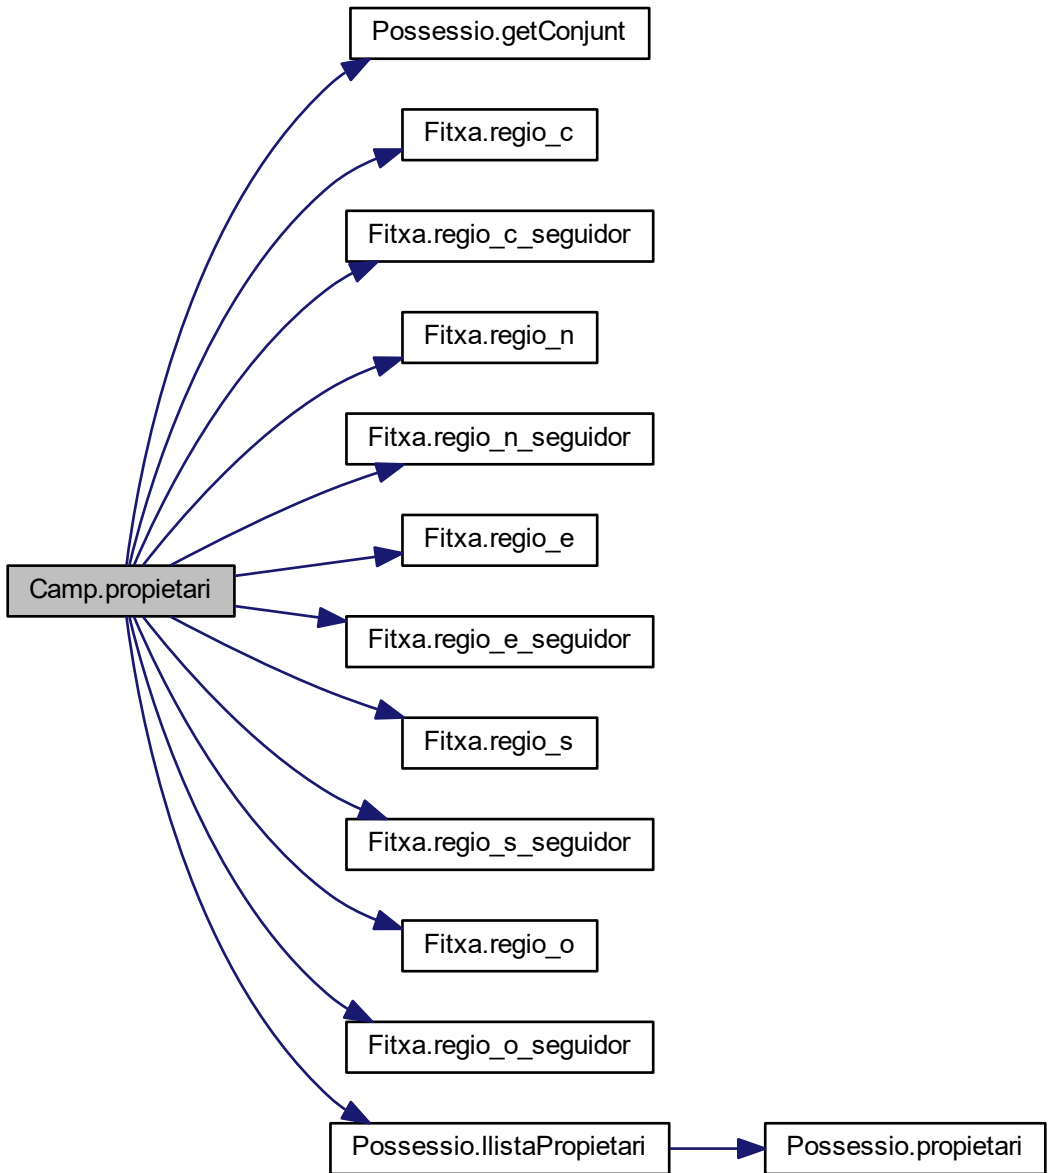 Possessio.getConjunt
Fitxa.regio_c
Fitxa.regio_c_seguidor
Fitxa.regio_n
Fitxa.regio_n_seguidor
Fitxa.regio_e
Camp.propietari
Fitxa.regio_e_seguidor
Fitxa.regio_s
Fitxa.regio_s_seguidor
Fitxa.regio_o
Fitxa.regio_o_seguidor
Possessio.llistaPropietari
Possessio.propietari